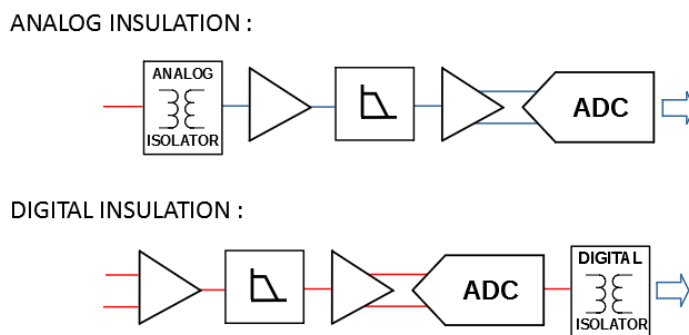 ANALOG INSULATION :
ANALOG
ISOLATOR
ADC
DIGITAL INSULATION :
ADC
DIGITAL
ISOLATOR